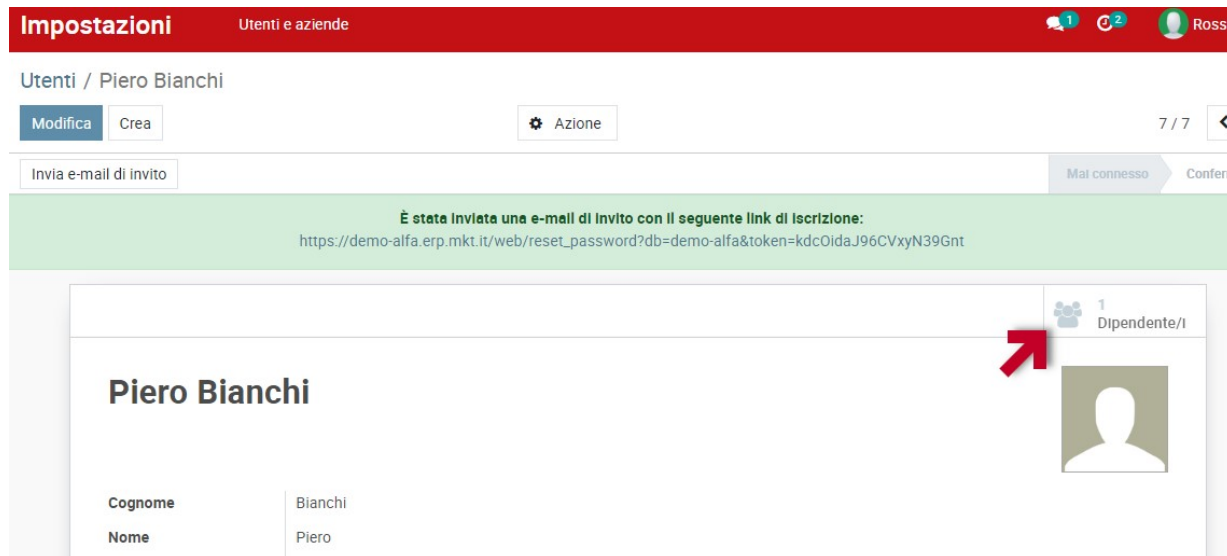 Impostazioni Utenti e aziende 1 2 Ross
Utenti / Piero Bianchi
Modifica Crea Azione 7 / 7
Invia e-mail di invito Mai connesso Confer
È stata inviata una e-mail di invito con il seguente link di iscrizione:
https://demo-alfa.erp.mkt.it/web/reset_password?db=demo-alfa&token=kdcOidaJ96CVxyN39Gnt
1
Dipendente/i
Piero Bianchi
Cognome Bianchi
Nome Piero